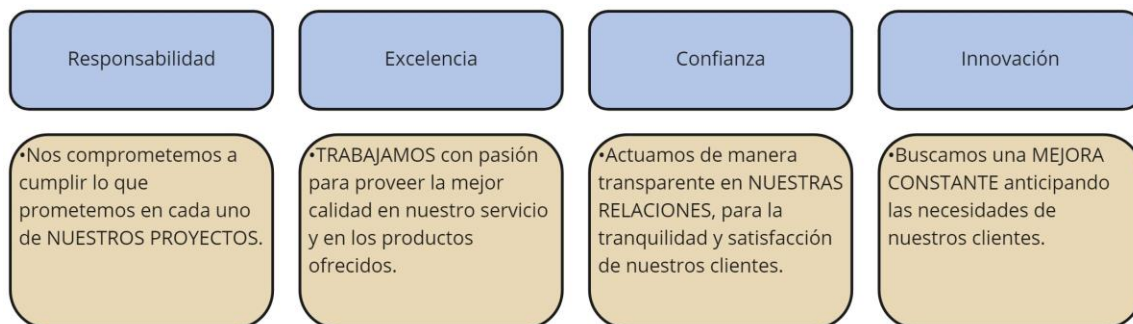 Responsabilidad
Excelencia
Confianza
Innovación
•Nos comprometemos a
cumplir lo que
prometemos en cada uno
de NUESTROS PROYECTOS.
•TRABAJAMOS con pasión
para proveer la mejor
calidad en nuestro servicio
y en los productos
ofrecidos.
•Actuamos de manera
transparente en NUESTRAS
RELACIONES, para la
tranquilidad y satisfacción
de nuestros clientes.
•Buscamos una MEJORA
CONSTANTE anticipando
las necesidades de
nuestros clientes.